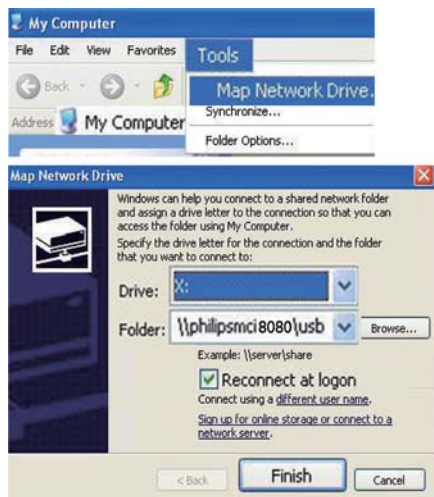 My Computer
File Edit View Favorites Tools
Back
Map Network Drive.
Synchronize...
Address My Computer
Folder Options...
Map Network Drive
Windows can help you connect to a shared network folder
and assign a drive letter to the connection so that you can
access the folder using My Computer.
Specify the drive letter for the connection and the folder
that you want to connect to:
Drive: X:
Folder: \\philipsmci8080\usb Browse...
Example: \\server\share
Reconnect at logon
Connect using a different user name.
Sign up for online storage or connect to a
network server.
< Back Finish Cancel